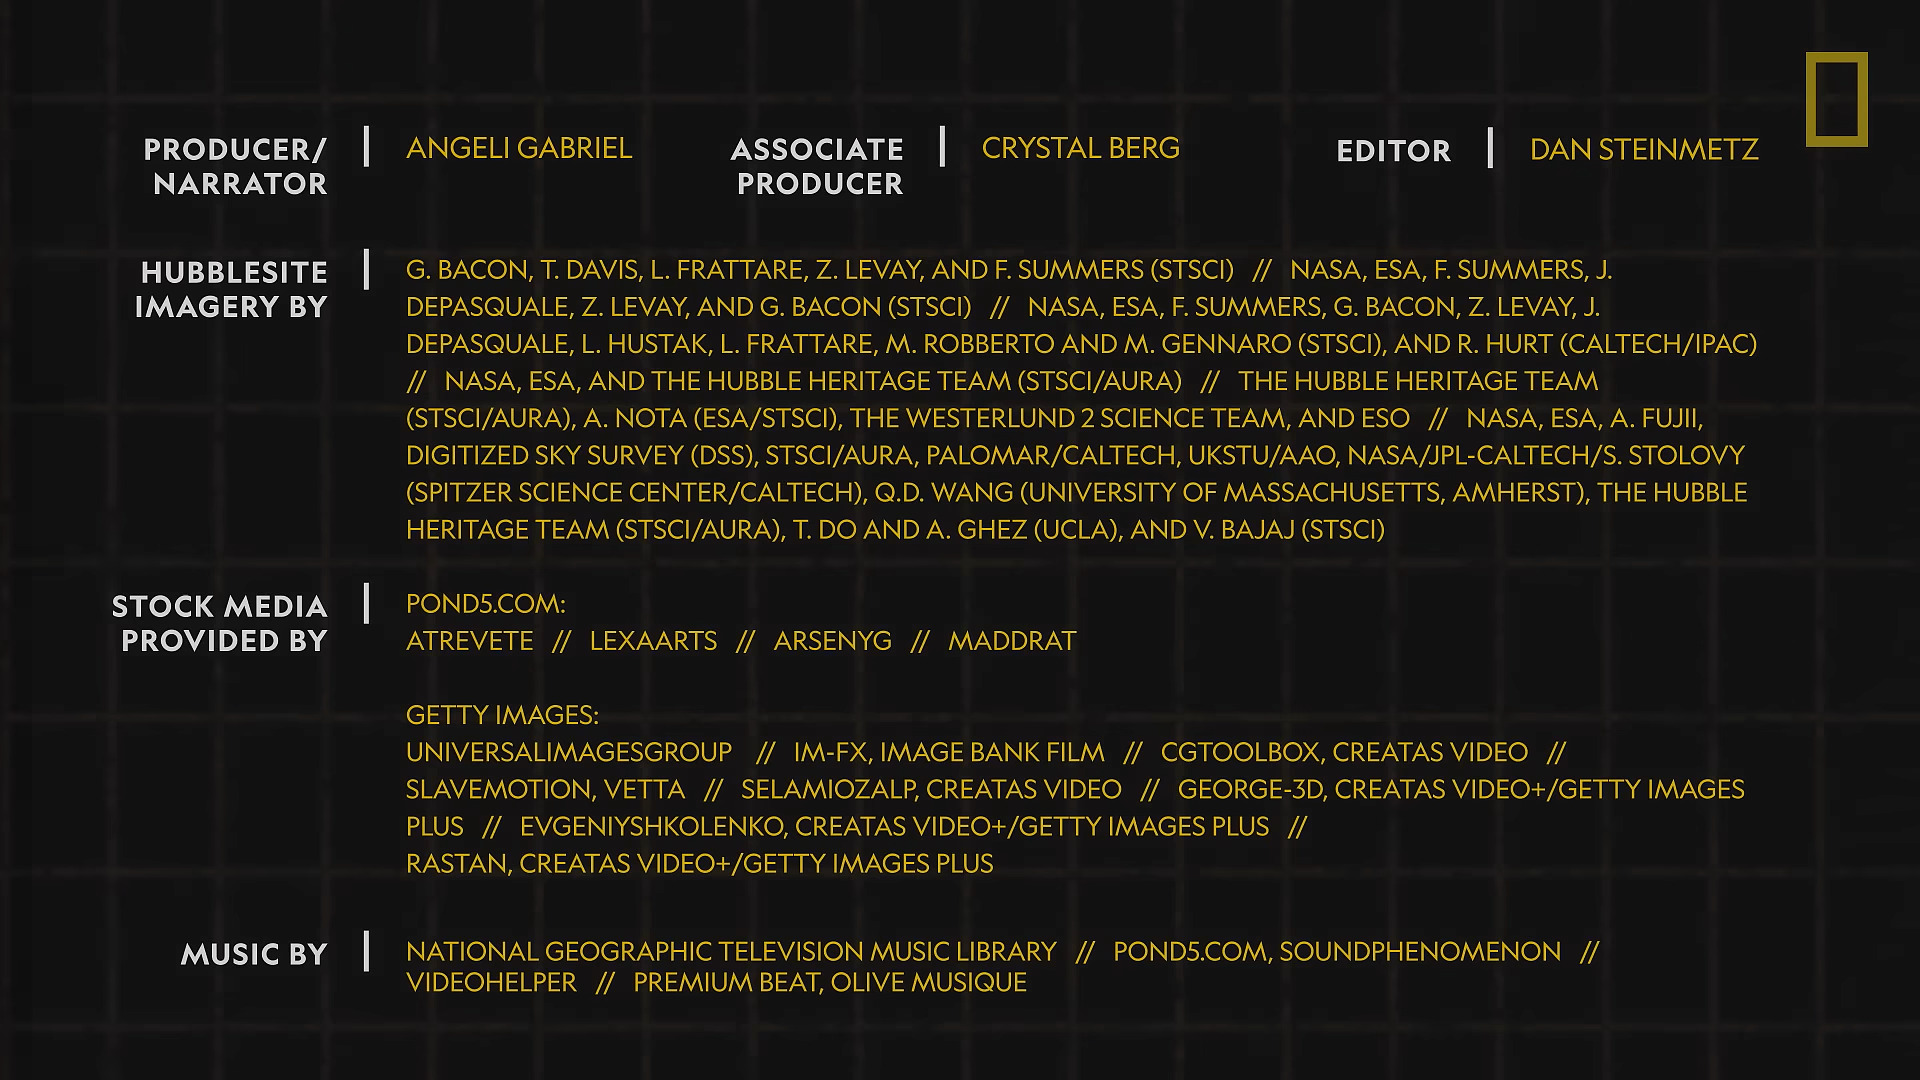 PRODUCER/ NARRATOR | ANGELI GABRIEL
ASSOCIATE PRODUCER | CRYSTAL BERG
EDITOR | DAN STEINMETZ
HUBBLESITE
IMAGERY BY
G. BACON, T. DAVIS, L. FRATTARE, Z. LEVAY, AND F. SUMMERS (STSCI) // NASA, ESA, F. SUMMERS, J.
DEPASQUALE, Z. LEVAY, AND G. BACON (STSCI) // NASA, ESA, F. SUMMERS, G. BACON, Z. LEVAY, J.
DEPASQUALE, L. HUSTAK, L. FRATTARE, M. ROBBERTO AND M. GENNARO (STSCI), AND R. HURT (CALTECH/IPAC)
// NASA, ESA, AND THE HUBBLE HERITAGE TEAM (STSCI/AURA) // THE HUBBLE HERITAGE TEAM
(STSCI/AURA), A. NOTA (ESA/STSCI), THE WESTERLUND 2 SCIENCE TEAM, AND ESO // NASA, ESA, A. FUJII,
DIGITIZED SKY SURVEY (DSS), STSCI/AURA, PALOMAR/CALTECH, UKSTU/AAO, NASA/JPL-CALTECH/S. STOLOVY
(SPITZER SCIENCE CENTER/CALTECH), Q.D. WANG (UNIVERSITY OF MASSACHUSETTS, AMHERST), THE HUBBLE
HERITAGE TEAM (STSCI/AURA), T. DO AND A. GHEZ (UCLA), AND V. BAJAJ (STSCI)
STOCK MEDIA
PROVIDED BY
POND5.COM:
ATREVETE // LEXAARTS // ARSENYG // MADDRAT
GETTY IMAGES:
UNIVERSALIMAGESGROUP // IM-FX, IMAGE BANK FILM // CGTOOLBOX, CREATAS VIDEO //
SLAVEMOTION, VETTA // SELAMIOZALP, CREATAS VIDEO // GEORGE-3D, CREATAS VIDEO+/GETTY IMAGES
PLUS // EVGENIYSHKOLENKO, CREATAS VIDEO+/GETTY IMAGES PLUS //
RASTAN, CREATAS VIDEO+/GETTY IMAGES PLUS
MUSIC BY
NATIONAL GEOGRAPHIC TELEVISION MUSIC LIBRARY // POND5.COM, SOUNDPHENOMENON //
VIDEOHELPER // PREMIUM BEAT, OLIVE MUSIQUE